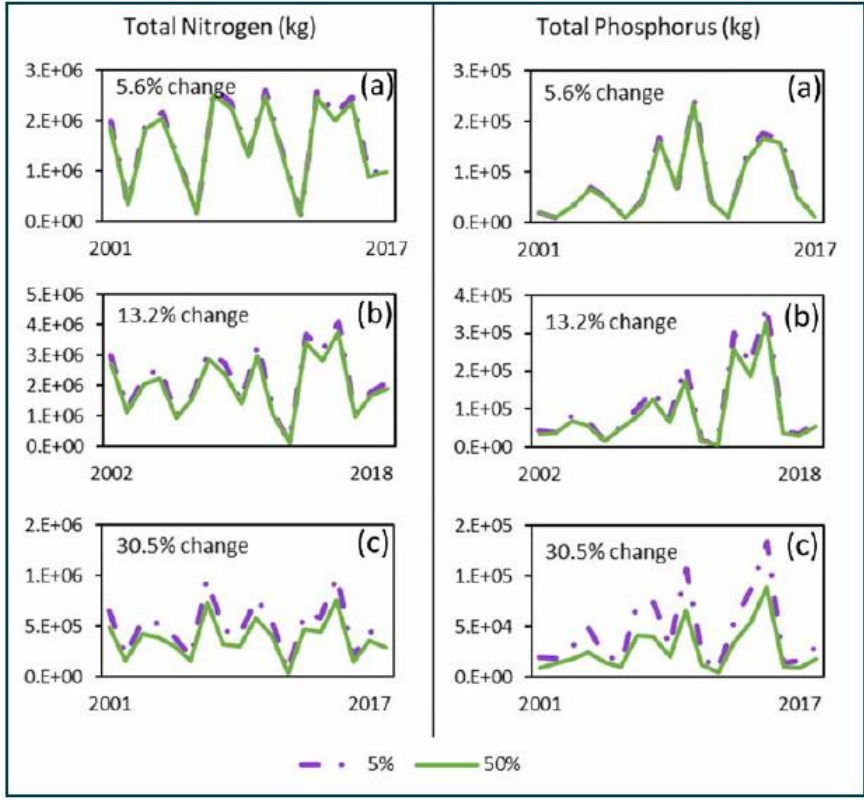 Total Nitrogen (kg)
3.E+06
2.E+06
1.E+06
0.E+00
5.6% change
(a)
2001
2017
5.E+06
4.E+06
3.E+06
2.E+06
1.E+06
0.E+00
13.2% change
(b)
2002
2018
2.E+06
1.E+06
5.E+05
0.E+00
30.5% change
(c)
2001
2017
Total Phosphorus (kg)
3.E+05
2.E+05
1.E+05
0.E+00
5.6% change
(a)
2001
2017
4.E+05
3.E+05
2.E+05
1.E+05
0.E+00
13.2% change
(b)
2002
2018
2.E+05
1.E+05
5.E+04
0.E+00
30.5% change
(c)
2001
2017
5%
50%